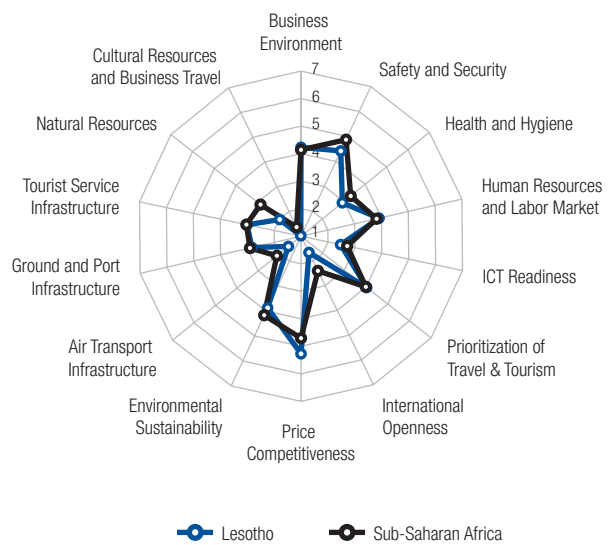 Business
Environment
Cultural Resources
and Business Travel
Safety and Security
Natural Resources
Health and Hygiene
Tourist Service
Infrastructure
Human Resources
and Labor Market
Ground and Port
Infrastructure
ICT Readiness
Air Transport
Infrastructure
Prioritization of
Travel & Tourism
Environmental
Sustainability
International
Openness
Price
Competitiveness
7
6
5
4
3
2
1
Lesotho
Sub-Saharan Africa